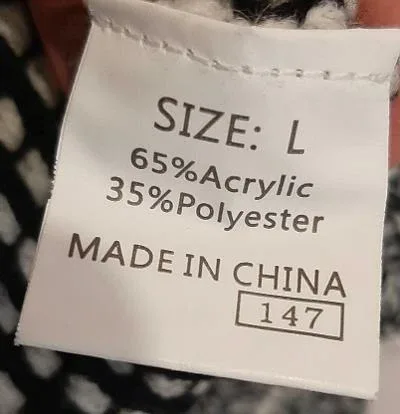 SIZE: L
65%Acrylic
35%Polyester
MADE IN CHINA
147